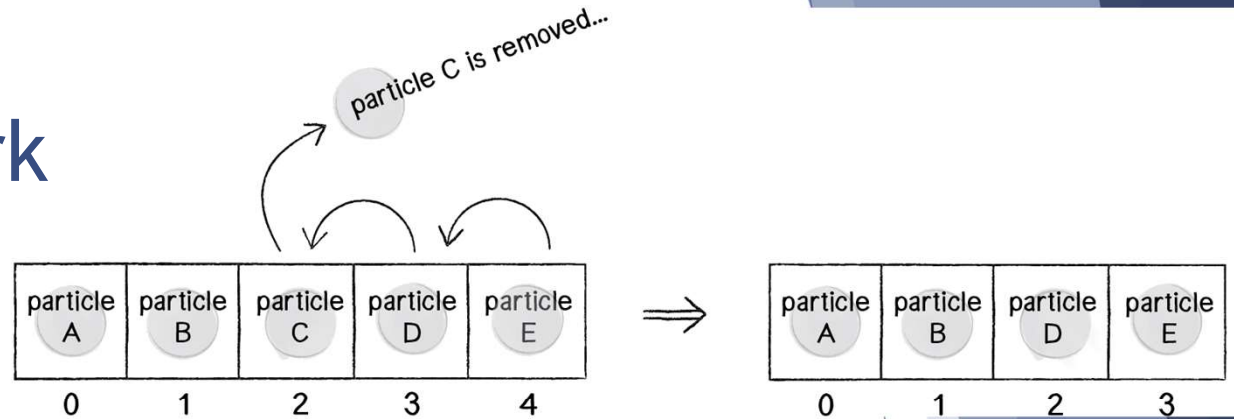 particle C is removed...
rk
particle A
particle B
particle C
particle D
particle E
0 1 2 3 4
particle A
particle B
particle D
particle E
0 1 2 3